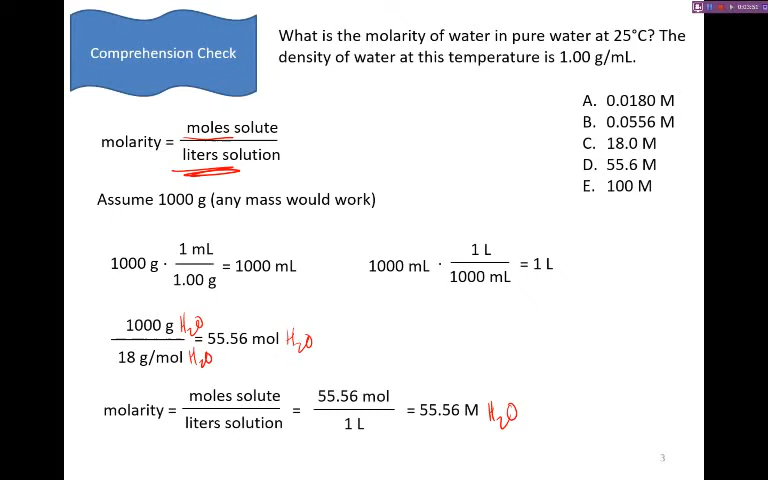 Comprehension Check
What is the molarity of water in pure water at 25°C? The
density of water at this temperature is 1.00 g/mL.
A. 0.0180 M
B. 0.0556 M
C. 18.0 M
D. 55.6 M
E. 100 M
molarity = moles solute
liters solution
Assume 1000 g (any mass would work)
1000 g · 1 mL
1.00 g = 1000 mL
1000 mL · 1 L
1000 mL = 1 L
1000 g H₂O
18 g/mol H₂O = 55.56 mol H₂O
molarity = moles solute
liters solution = 55.56 mol
1 L = 55.56 M H₂O
3